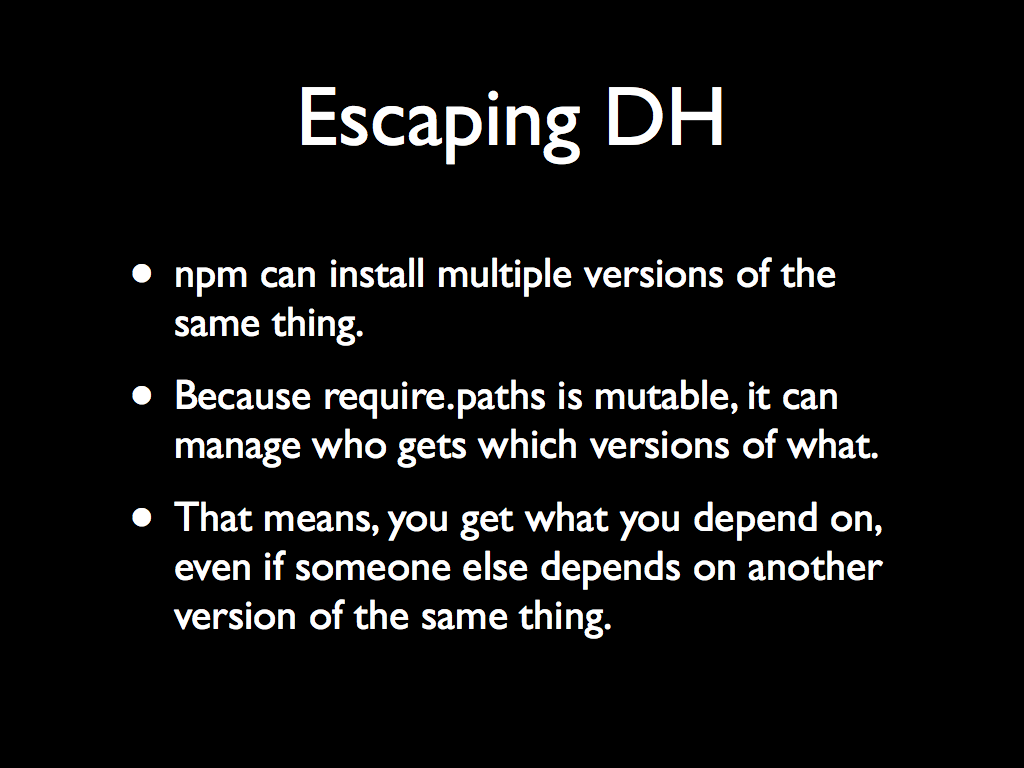 Escaping DH
• npm can install multiple versions of the
same thing.
• Because require.paths is mutable, it can
manage who gets which versions of what.
• That means, you get what you depend on,
even if someone else depends on another
version of the same thing.